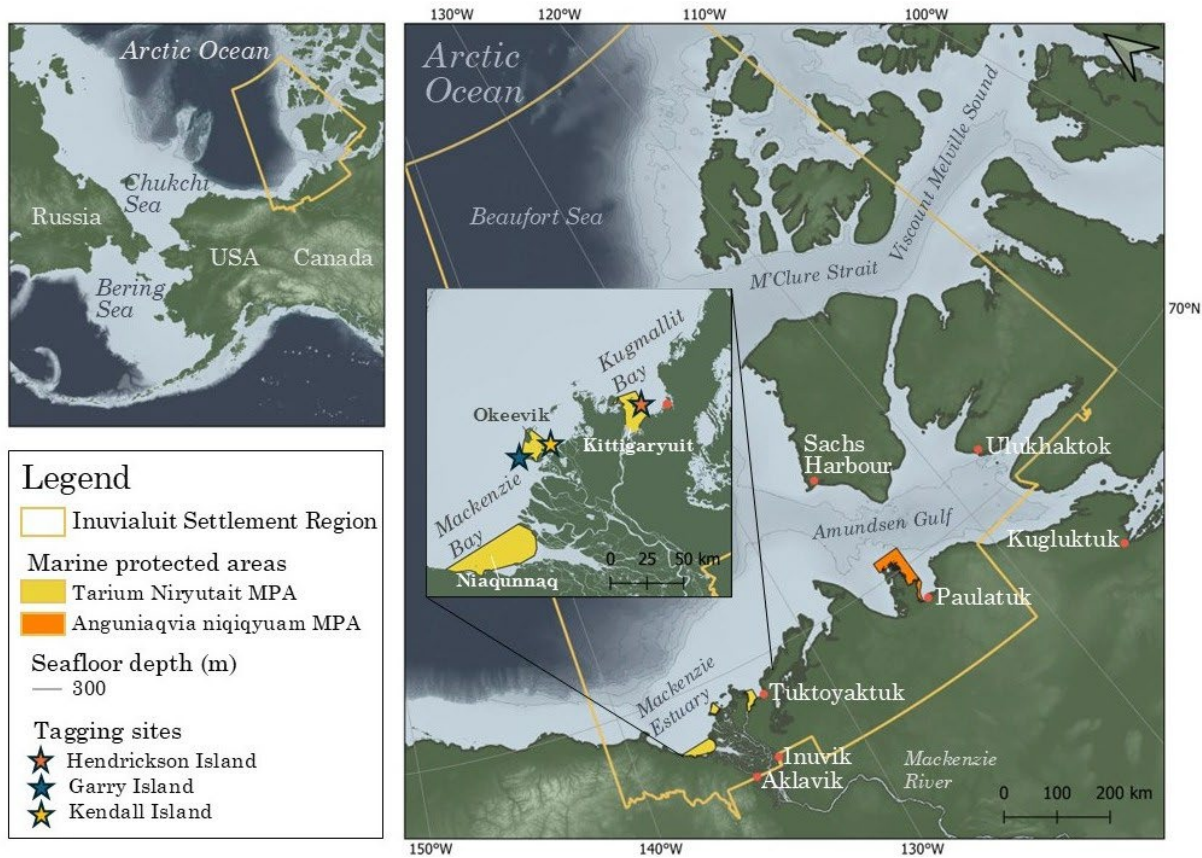 Arctic Ocean
Chukchi
Sea
Russia
USA
Canada
Bering
Sea
Legend
Inuvialuit Settlement Region
Marine protected areas
Tarium Niryutait MPA
Anguniaqvia niqiqyuam MPA
Seafloor depth (m)
300
Tagging sites
Hendrickson Island
Garry Island
Kendall Island
130°W
120°W
110°W
100°W
Arctic
Ocean
Beaufort Sea
Viscount Melville Sound
M'Clure Strait
70°N
Kugmallit
Bay
Okeevik
Kittigaryuit
Mackenzie
Bay
Niaqunnaq
0 25 50 km
Sachs
Harbour
Ulukhaktok
Amundsen Gulf
Kugluktuk
Paulatuk
Mackenzie
Estuary
Tuktoyaktuk
Inuvik
Aklavik
Mackenzie
River
0 100 200 km
150°W
140°W
130°W